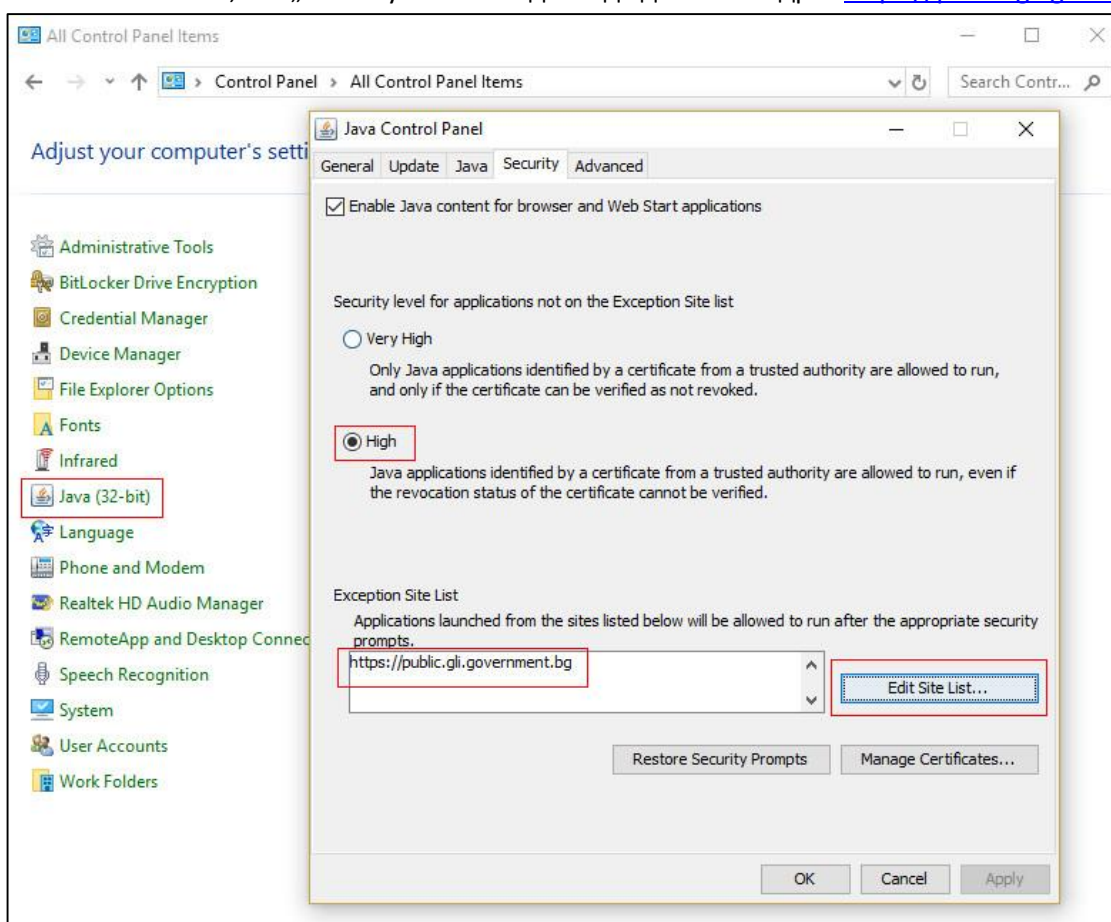 All Control Panel Items
Control Panel > All Control Panel Items
Search Contr...
Adjust your computer's setti
Administrative Tools
BitLocker Drive Encryption
Credential Manager
Device Manager
File Explorer Options
Fonts
Infrared
Java (32-bit)
Language
Phone and Modem
Realtek HD Audio Manager
RemoteApp and Desktop Connec
Speech Recognition
System
User Accounts
Work Folders
Java Control Panel
General Update Java Security Advanced
Enable Java content for browser and Web Start applications
Security level for applications not on the Exception Site list
Very High
Only Java applications identified by a certificate from a trusted authority are allowed to run,
and only if the certificate can be verified as not revoked.
High
Java applications identified by a certificate from a trusted authority are allowed to run, even if
the revocation status of the certificate cannot be verified.
Exception Site List
Applications launched from the sites listed below will be allowed to run after the appropriate security
prompts.
https://public.gli.government.bg
Edit Site List...
Restore Security Prompts Manage Certificates...
OK Cancel Apply